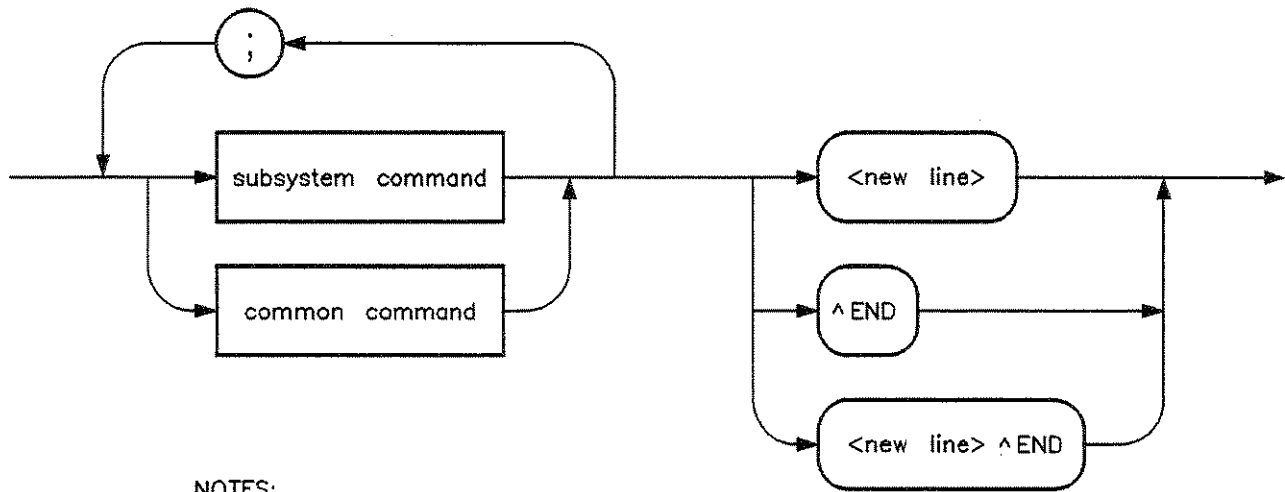 ;
subsystem command
<new line>
common command
^END
<new line> ^END
NOTES: